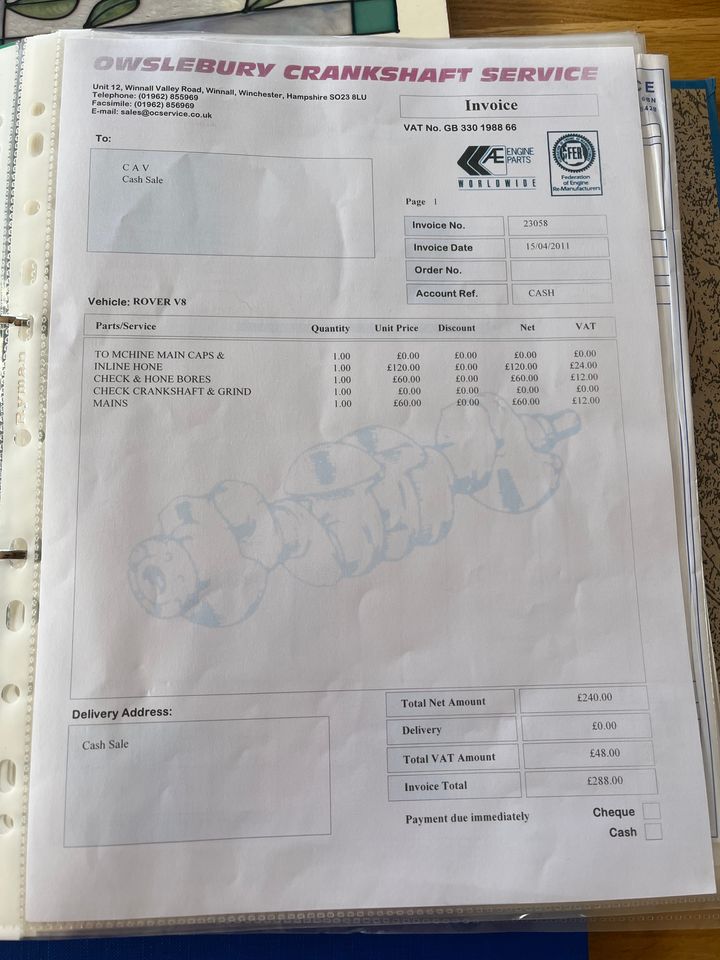 OWSLEBURY CRANKSHAFT SERVICE
Unit 12, Winnall Valley Road, Winnall, Winchester, Hampshire SO23 8LU
Telephone: (01962) 855969
Facsimile: (01962) 856969
E-mail: sales@ocservice.co.uk
Invoice
VAT No. GB 330 1988 66
To:
C A V
Cash Sale
AE ENGINE PARTS
WORLDWIDE
FER
Federation
of Engine
Re-Manufacturers
Page 1
Invoice No. 23058
Invoice Date 15/04/2011
Order No.
Account Ref. CASH
Vehicle: ROVER V8
Parts/Service Quantity Unit Price Discount Net VAT
TO MCHINE MAIN CAPS & 1.00 £0.00 £0.00 £0.00 £0.00
INLINE HONE 1.00 £120.00 £0.00 £120.00 £24.00
CHECK & HONE BORES 1.00 £60.00 £0.00 £60.00 £12.00
CHECK CRANKSHAFT & GRIND 1.00 £0.00 £0.00 £0.00 £0.00
MAINS 1.00 £60.00 £0.00 £60.00 £12.00
Total Net Amount £240.00
Delivery £0.00
Total VAT Amount £48.00
Invoice Total £288.00
Delivery Address:
Cash Sale
Payment due immediately
Cheque
Cash
Ryman